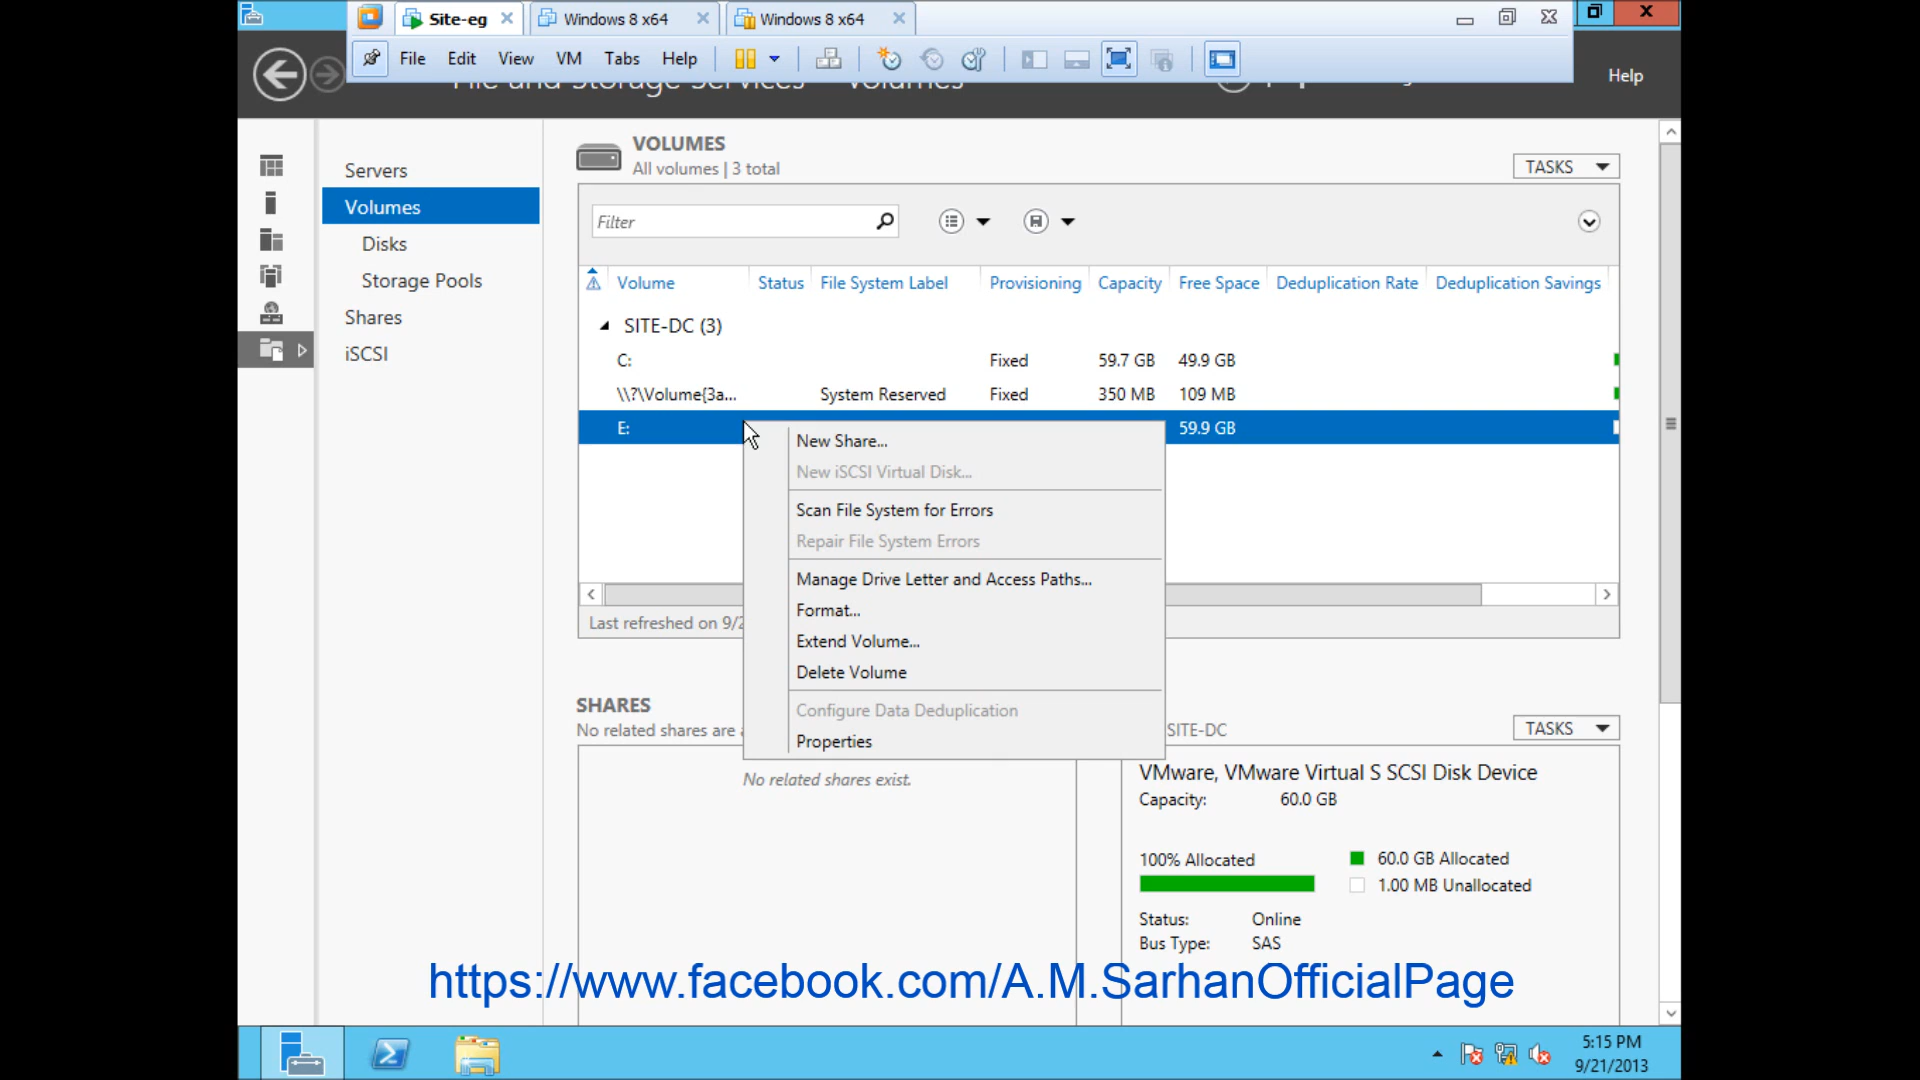 Site-eg
Windows 8 x64
Windows 8 x64
File Edit View VM Tabs Help
Help
Servers
Volumes
Disks
Storage Pools
Shares
iSCSI
VOLUMES
All volumes | 3 total
TASKS
Filter
Volume Status File System Label Provisioning Capacity Free Space Deduplication Rate Deduplication Savings
SITE-DC (3)
C: Fixed 59.7 GB 49.9 GB
\\?\Volume{3a... System Reserved Fixed 350 MB 109 MB
E: 59.9 GB
New Share...
New iSCSI Virtual Disk...
Scan File System for Errors
Repair File System Errors
Manage Drive Letter and Access Paths...
Format...
Extend Volume...
Delete Volume
Configure Data Deduplication
Properties
Last refreshed on 9/2
SHARES
No related shares are
No related shares exist.
SITE-DC
TASKS
VMware, VMware Virtual S SCSI Disk Device
Capacity: 60.0 GB
100% Allocated
60.0 GB Allocated
1.00 MB Unallocated
Status: Online
Bus Type: SAS
https://www.facebook.com/A.M.SarhanOfficialPage
5:15 PM
9/21/2013